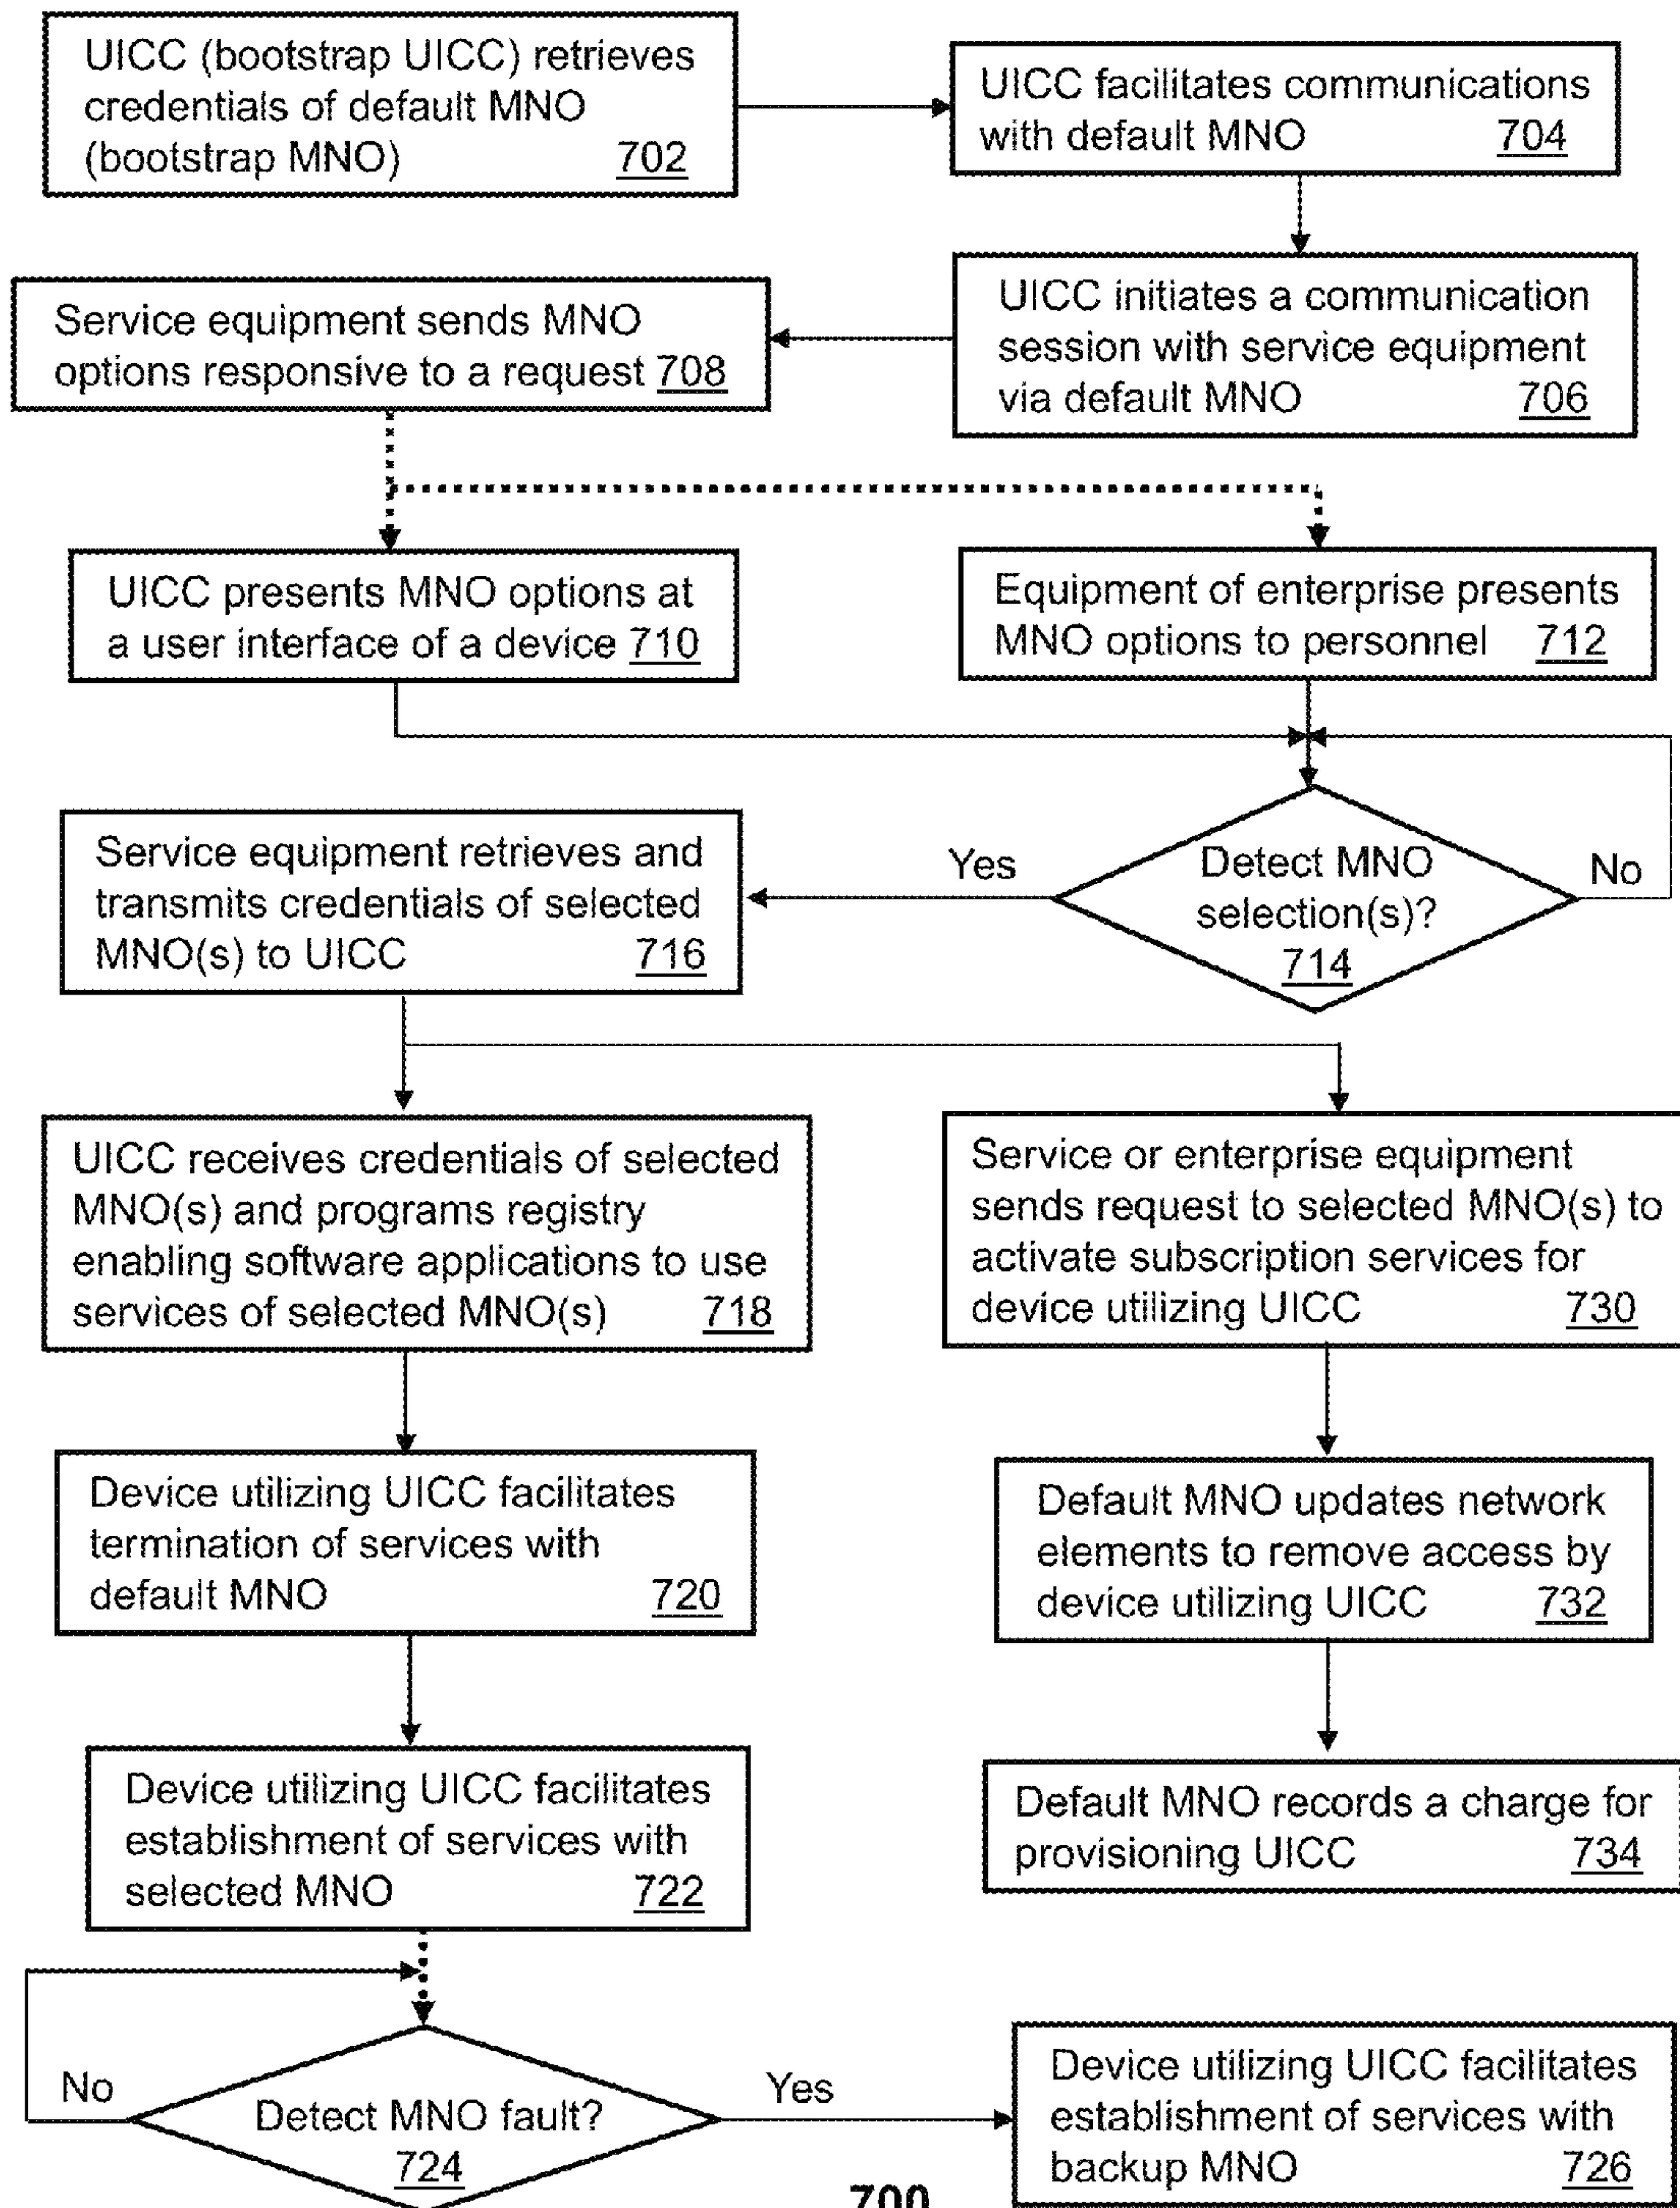 UICC (bootstrap UICC) retrieves
credentials of default MNO
(bootstrap MNO) 702
UICC facilitates communications
with default MNO 704
UICC initiates a communication
session with service equipment
via default MNO 706
Service equipment sends MNO
options responsive to a request 708
UICC presents MNO options at
a user interface of a device 710
Equipment of enterprise presents
MNO options to personnel 712
Detect MNO
selection(s)?
714
Yes
No
Service equipment retrieves and
transmits credentials of selected
MNO(s) to UICC 716
UICC receives credentials of selected
MNO(s) and programs registry
enabling software applications to use
services of selected MNO(s) 718
Service or enterprise equipment
sends request to selected MNO(s) to
activate subscription services for
device utilizing UICC 730
Device utilizing UICC facilitates
termination of services with
default MNO 720
Default MNO updates network
elements to remove access by
device utilizing UICC 732
Device utilizing UICC facilitates
establishment of services with
selected MNO 722
Default MNO records a charge for
provisioning UICC 734
No
Detect MNO fault?
724
Yes
Device utilizing UICC facilitates
establishment of services with
backup MNO 726
700